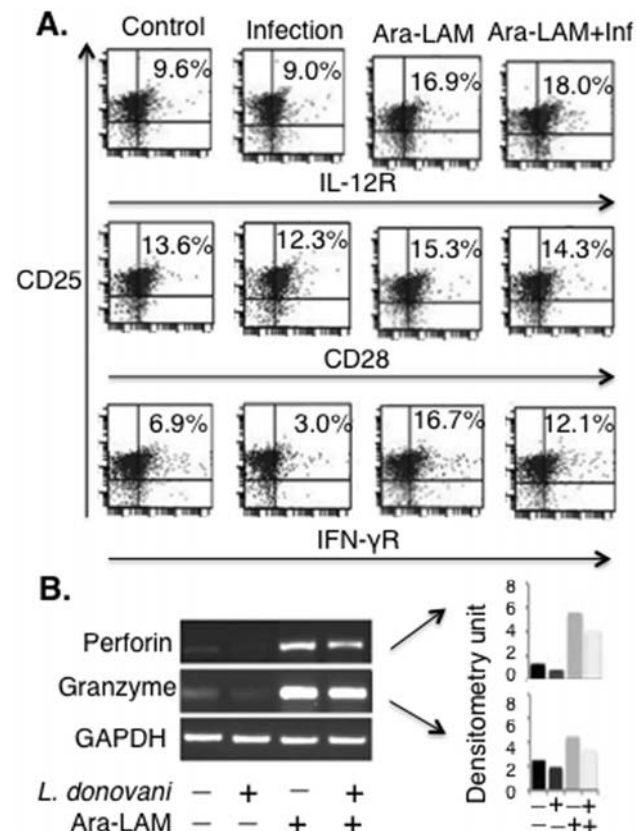 A.
Control Infection Ara-LAM Ara-LAM+Inf
9.6% 9.0% 16.9% 18.0%
IL-12R
13.6% 12.3% 15.3% 14.3%
CD25
CD28
6.9% 3.0% 16.7% 12.1%
IFN-γR
B.
Perforin
Granzyme
GAPDH
L. donovani − + − +
Ara-LAM − − + +
Densitometry unit
8
6
4
2
0
8
6
4
2
0
− + − +
− − + +